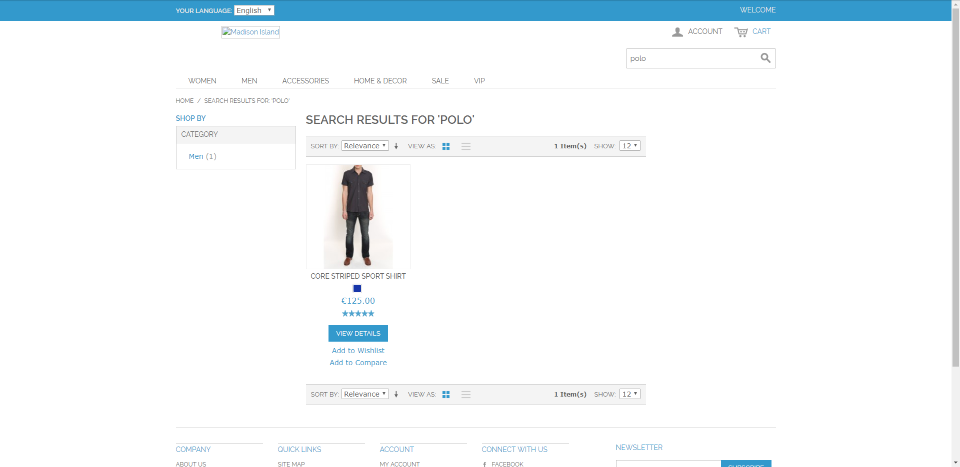 YOUR LANGUAGE: English
WELCOME
Madison Island
ACCOUNT CART
polo
WOMEN MEN ACCESSORIES HOME & DECOR SALE VIP
HOME / SEARCH RESULTS FOR: 'POLO'
SHOP BY
CATEGORY
Men (1)
SEARCH RESULTS FOR 'POLO'
SORT BY Relevance VIEW AS 1 Item(s) SHOW: 12
CORE STRIPED SPORT SHIRT
€125.00
VIEW DETAILS
Add to Wishlist
Add to Compare
SORT BY: Relevance VIEW AS: 1 Item(s) SHOW: 12
COMPANY QUICK LINKS ACCOUNT CONNECT WITH US NEWSLETTER
ABOUT US SITE MAP MY ACCOUNT FACEBOOK
SUBSCRIBE